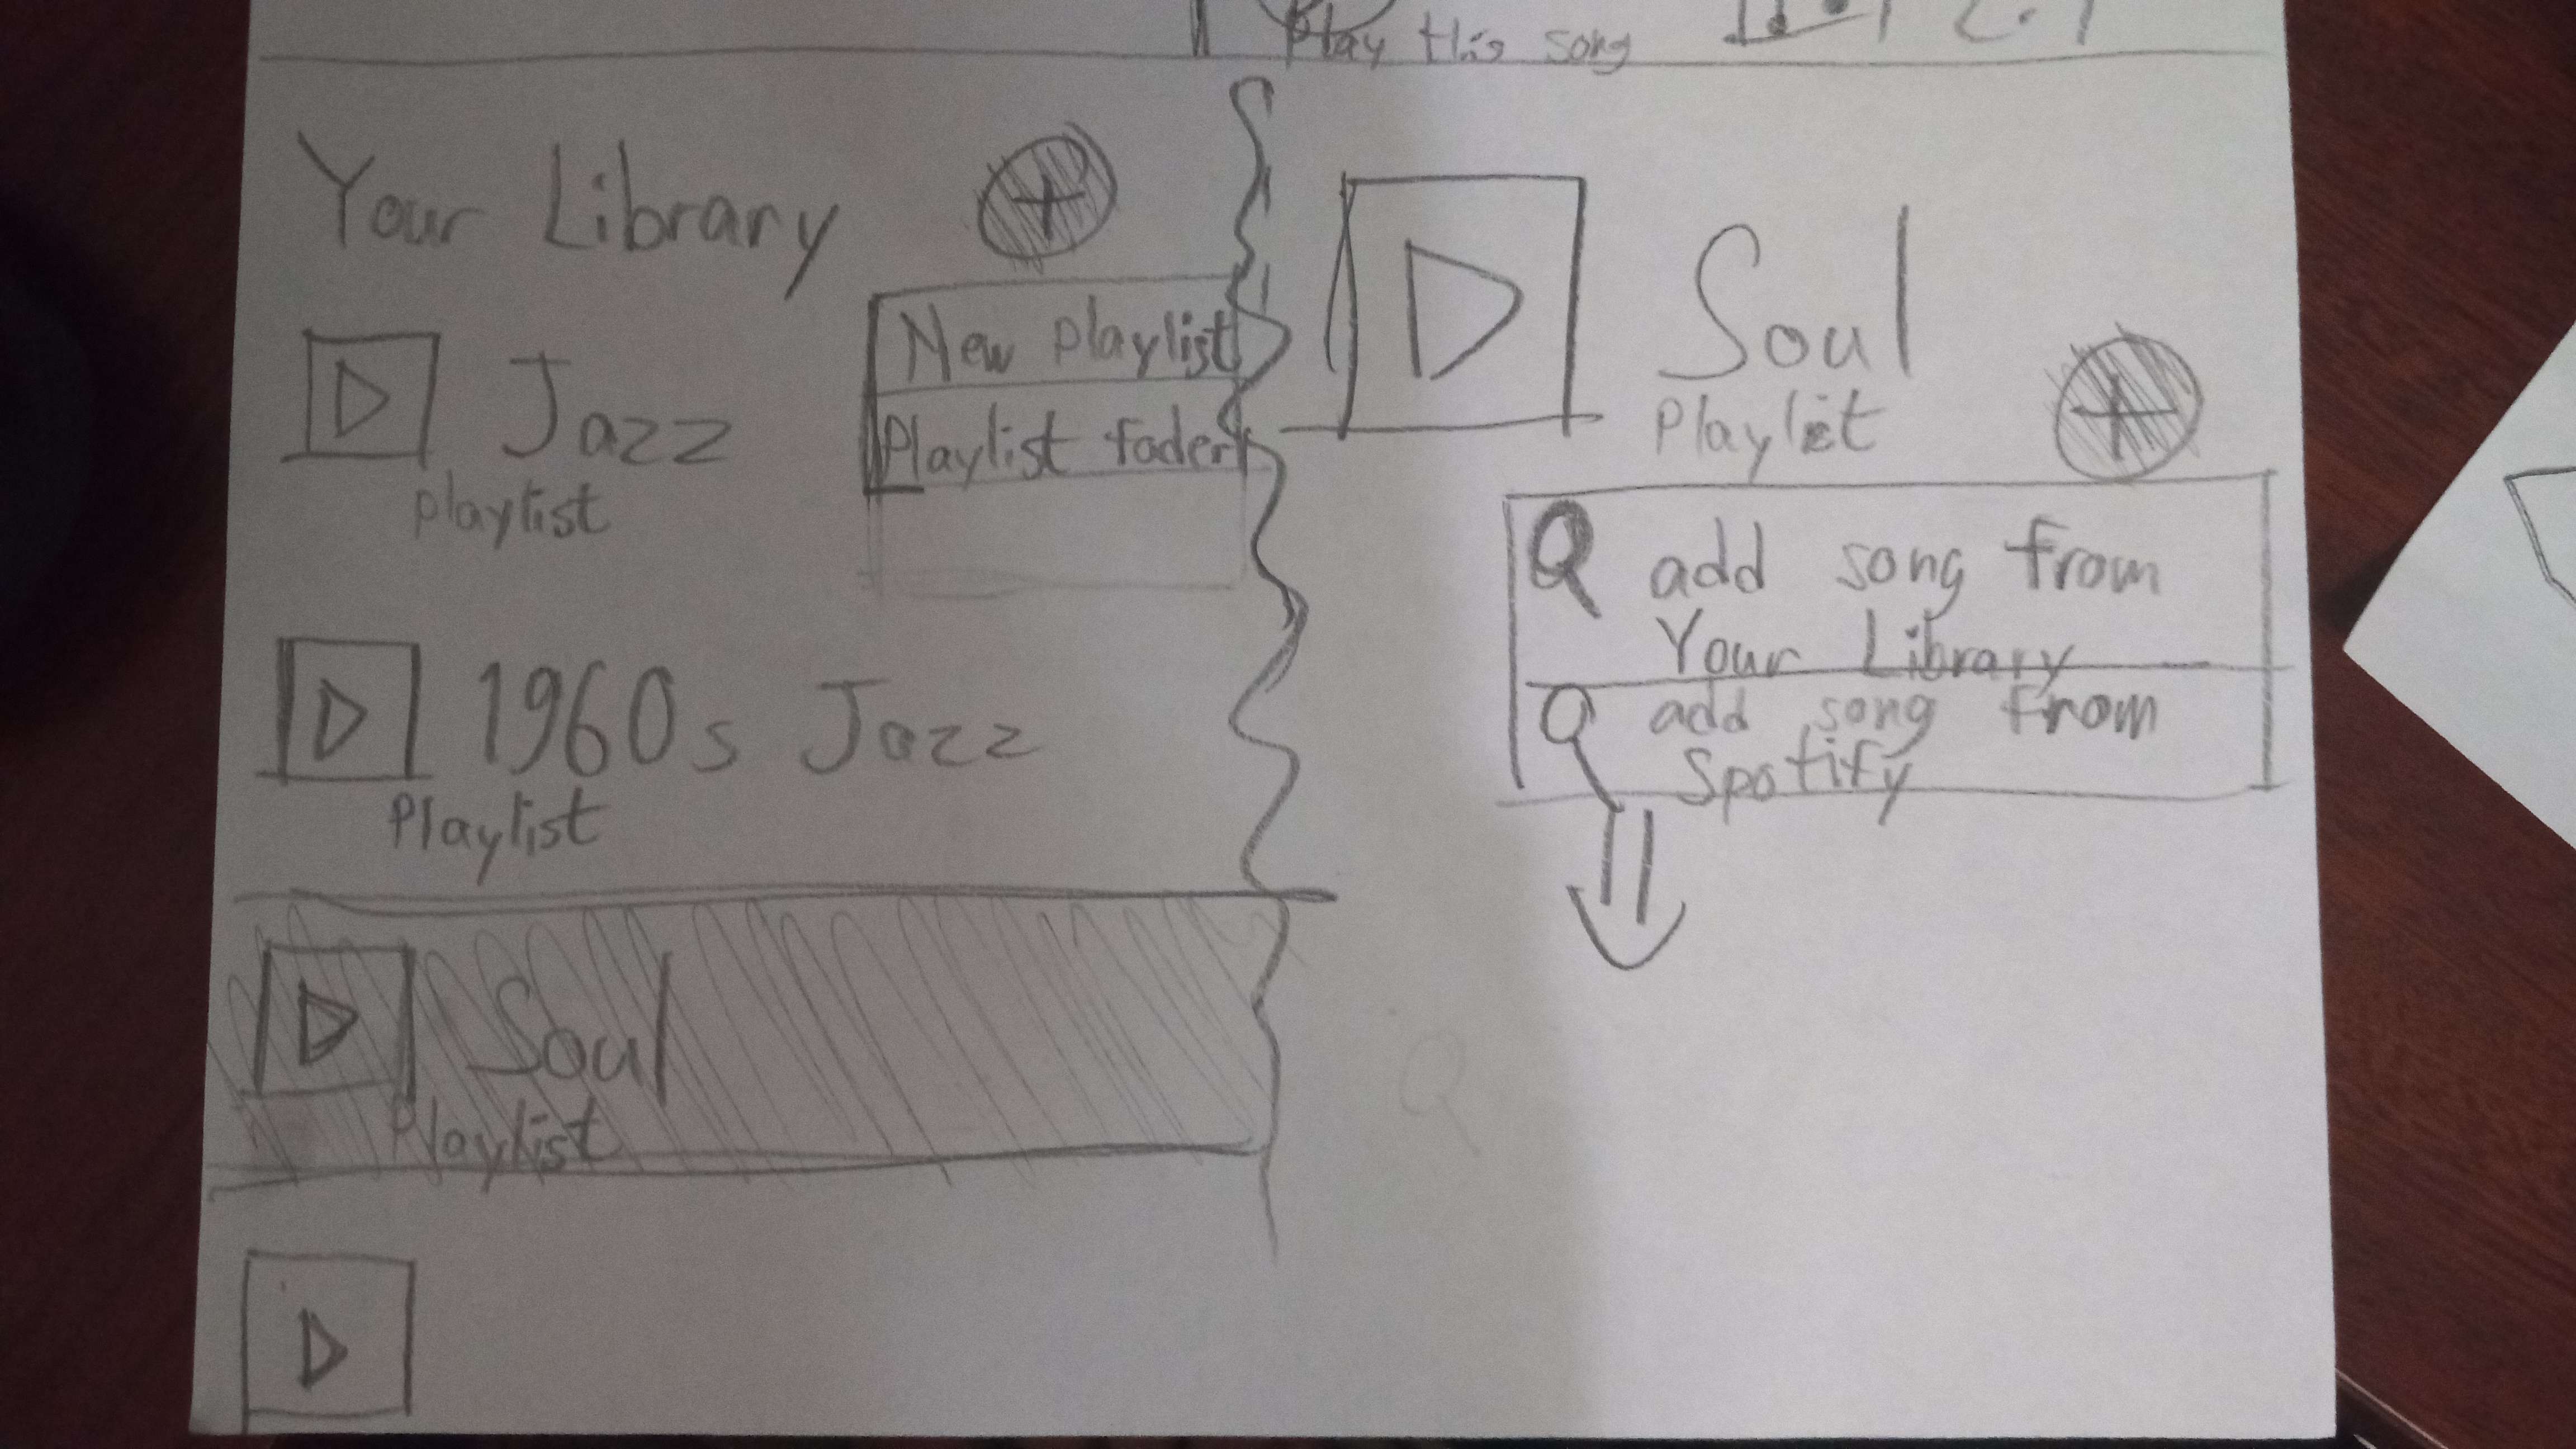 Play this song
Your Library
New playlist
Playlist fader
Jazz
playlist
1960s Jazz
Playlist
Soul
Playlist
Soul
Playlist
add song from
Your Library
add song from
Spotify